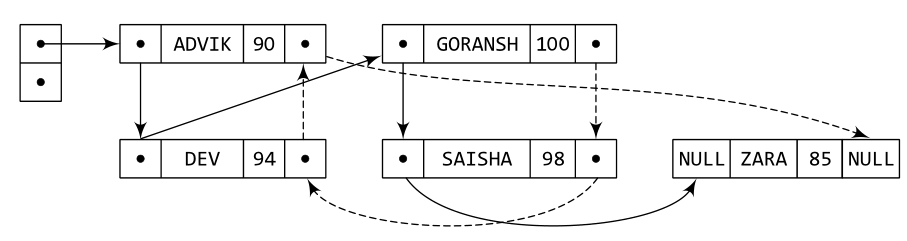 ADVIK 90 GORANSH 100
DEV 94 SAISHA 98 NULL ZARA 85 NULL